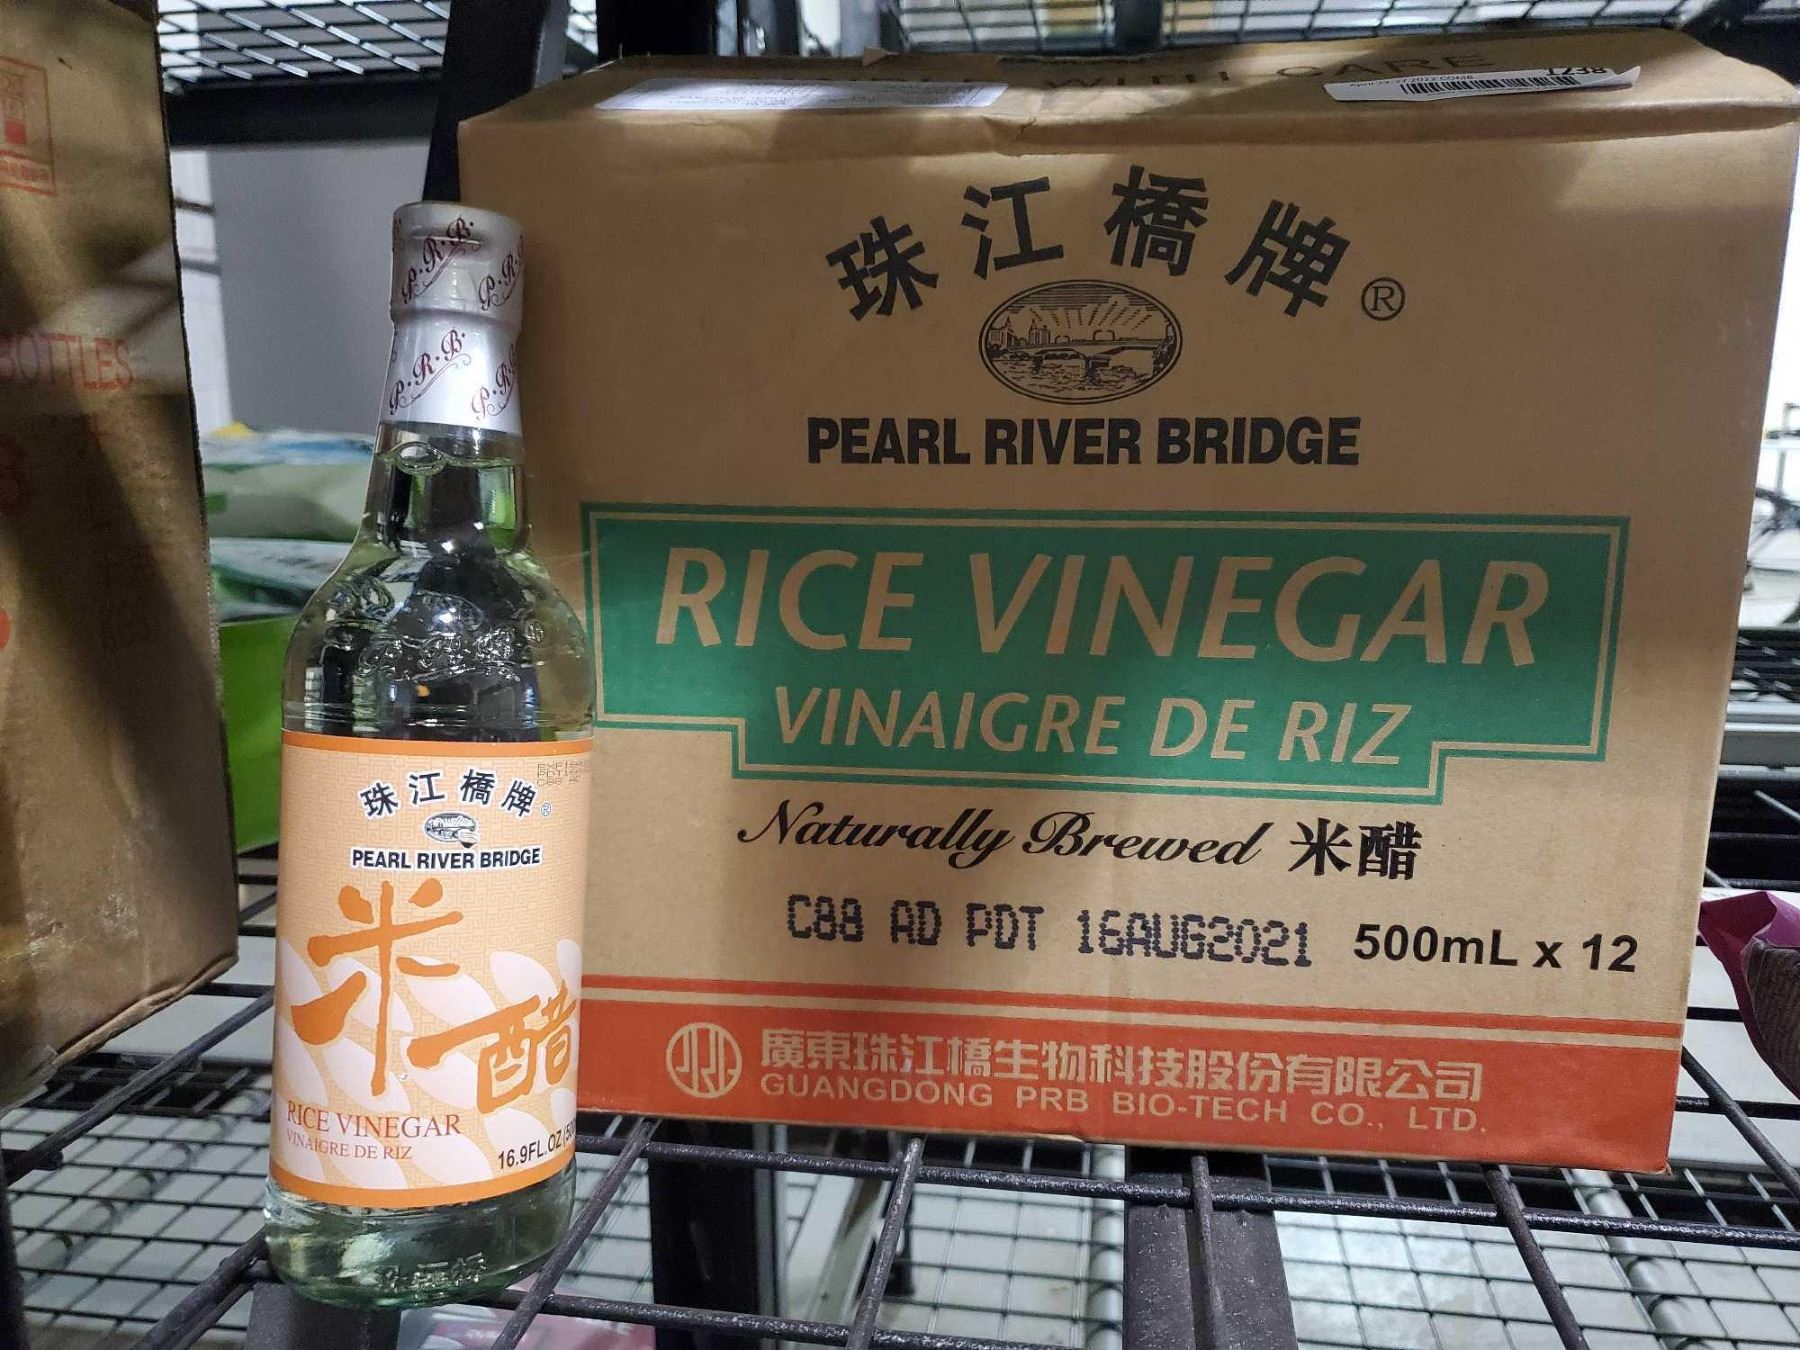 WITH CARE
1238
珠江橋牌®
PEARL RIVER BRIDGE
RICE VINEGAR
VINAIGRE DE RIZ
Naturally Brewed 米醋
C88 AD PDT 16AUG2021 500mL x 12
廣東珠江橋生物科技股份有限公司
GUANGDONG PRB BIO-TECH CO., LTD.
P·R·B·
P·R·B·
珠江橋牌®
PEARL RIVER BRIDGE
米醋
RICE VINEGAR
VINAIGRE DE RIZ
16.9FL.OZ
BOTTLES